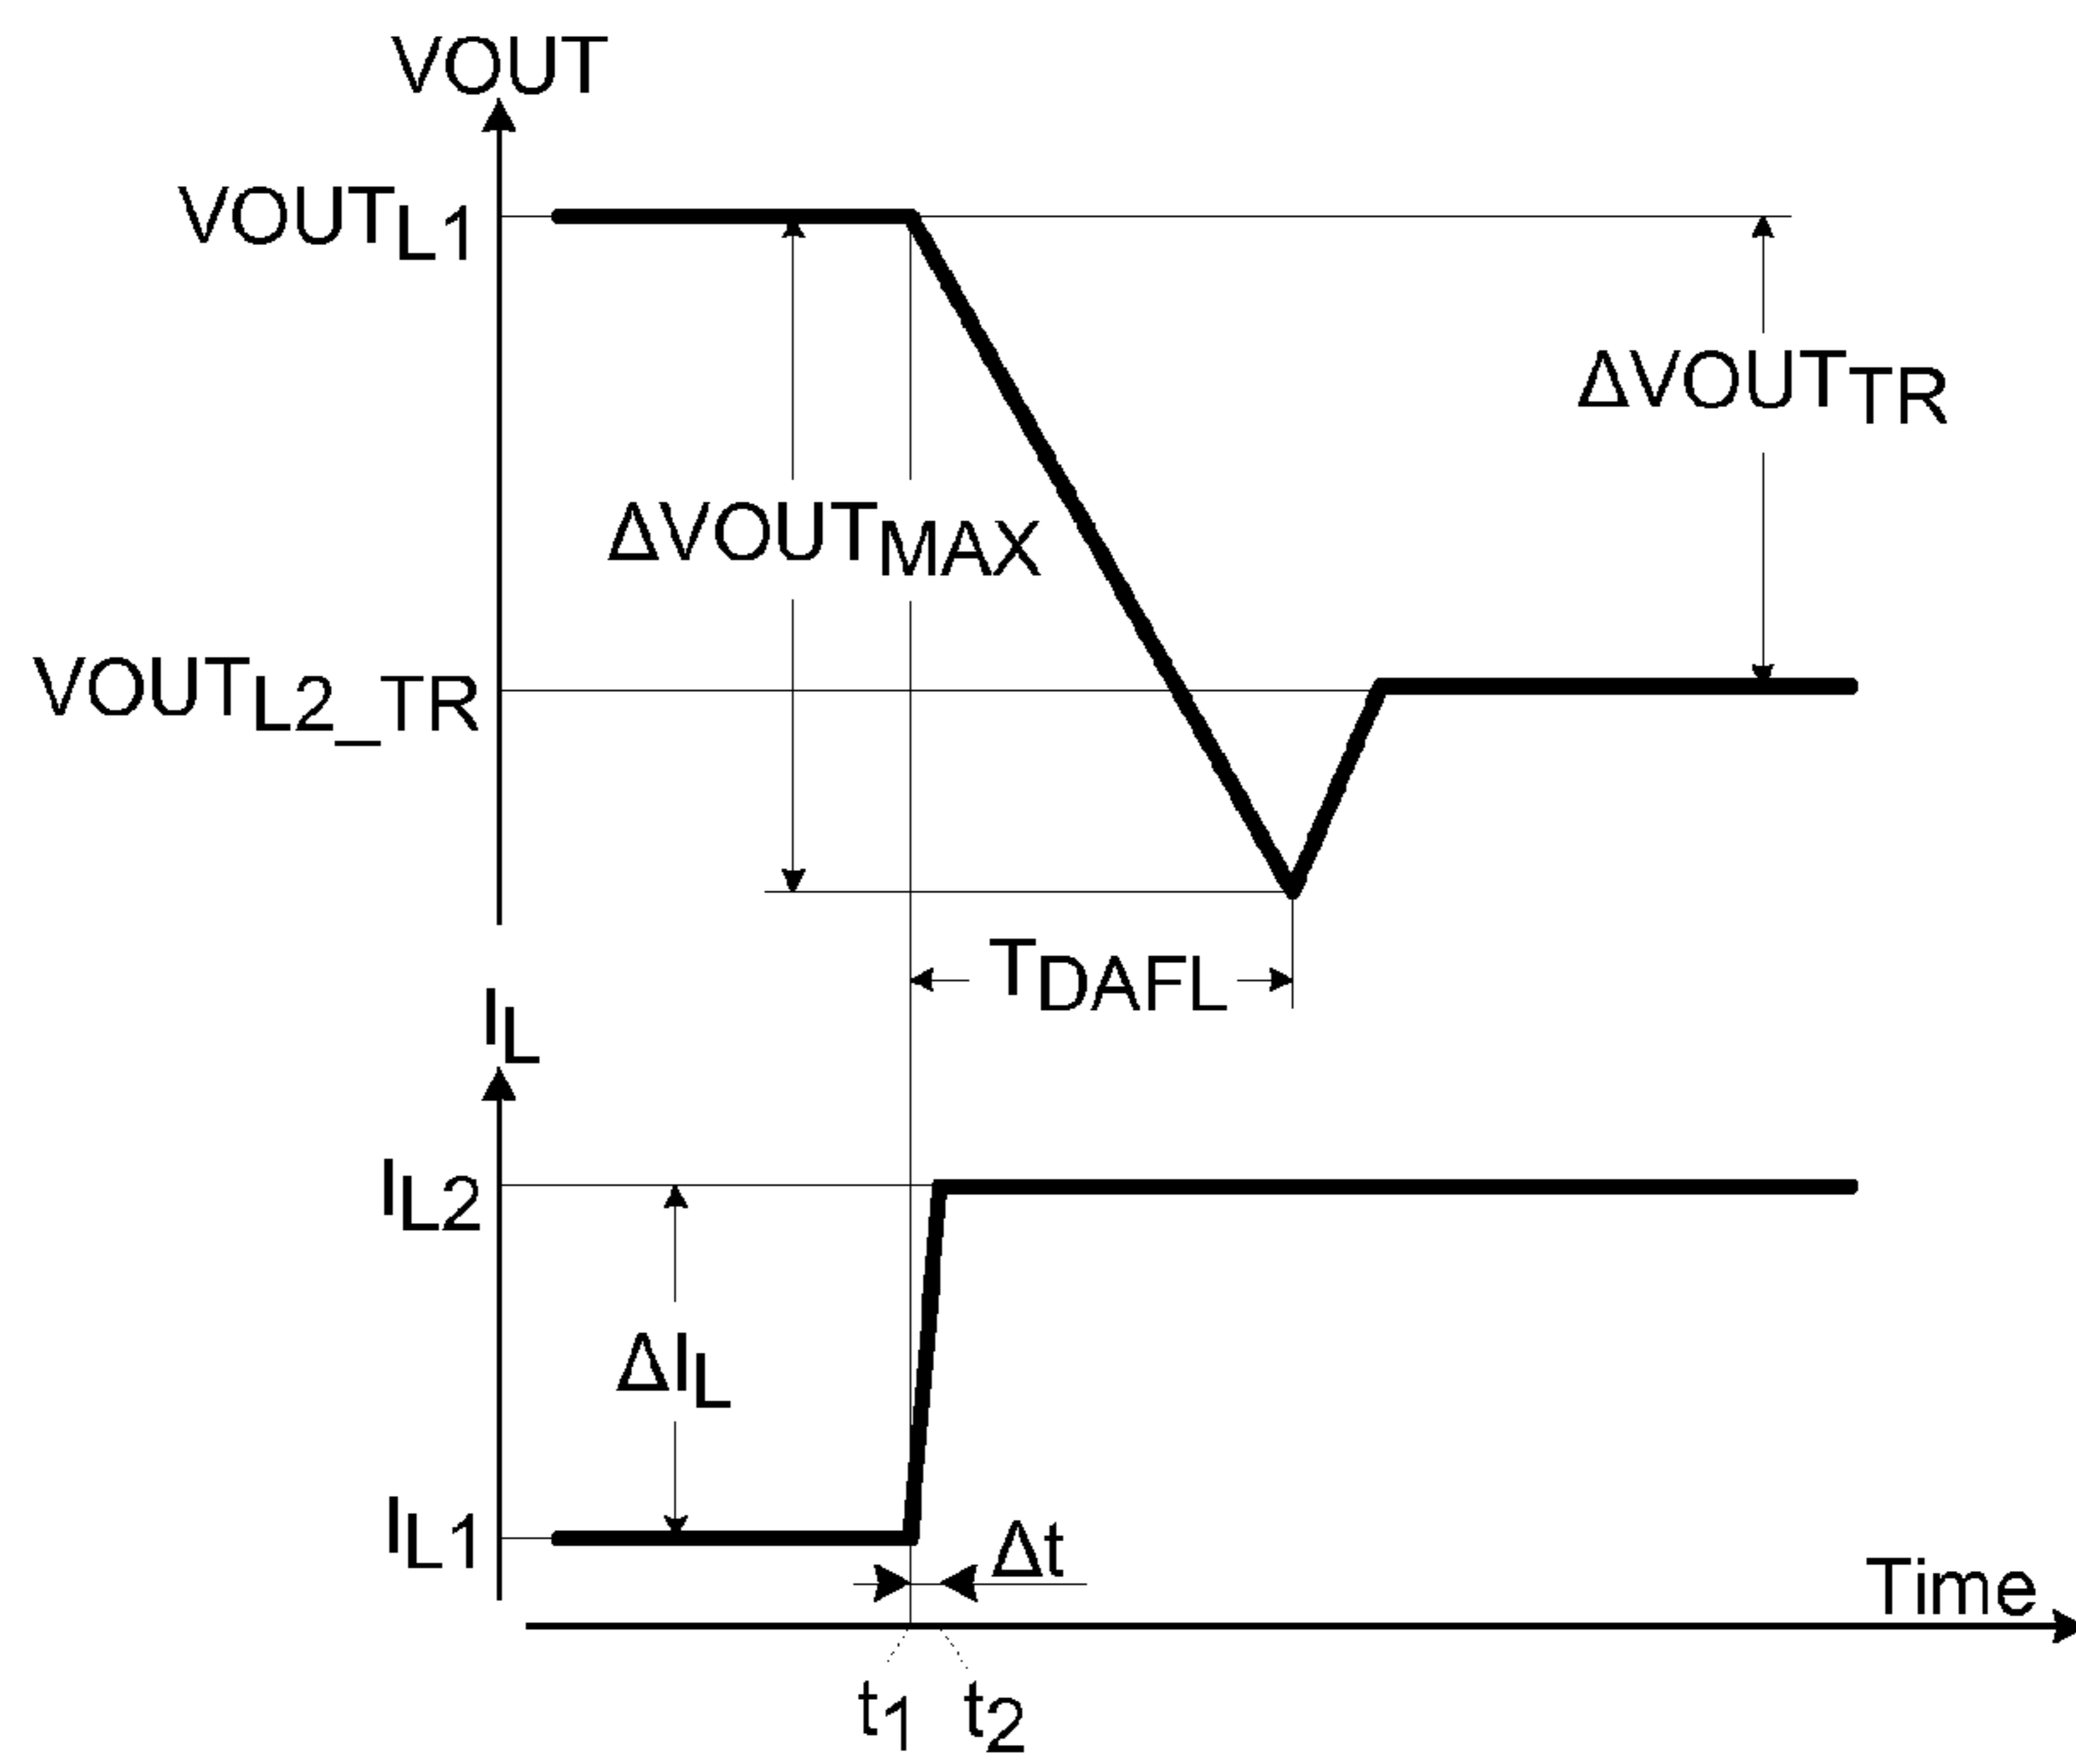 VOUT
VOUTL1
ΔVOUTTR
ΔVOUTMAX
VOUTL2_TR
TDAFL
IL
IL2
ΔIL
IL1
Δt
Time
t1
t2